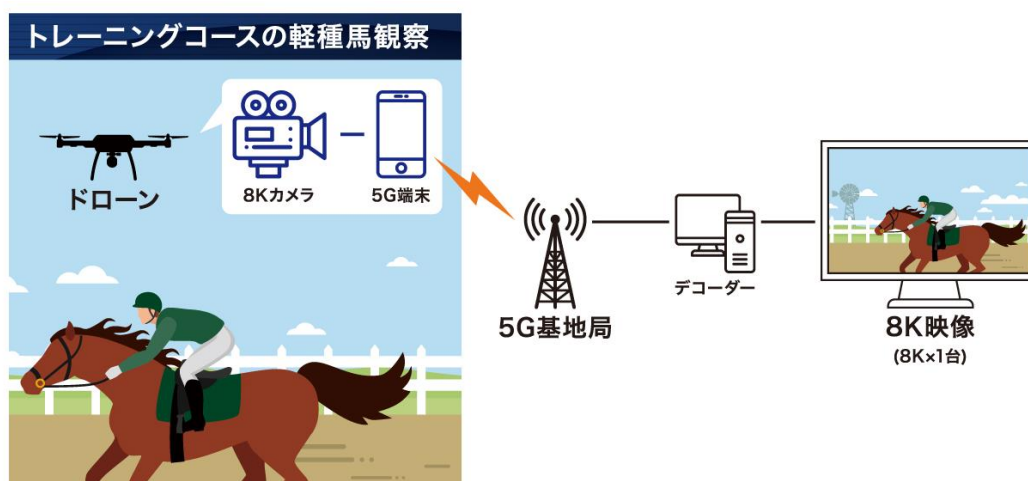 トレーニングコースの軽種馬観察
ドローン
8Kカメラ
5G端末
5G基地局
デコーダー
8K映像
(8K×1台)